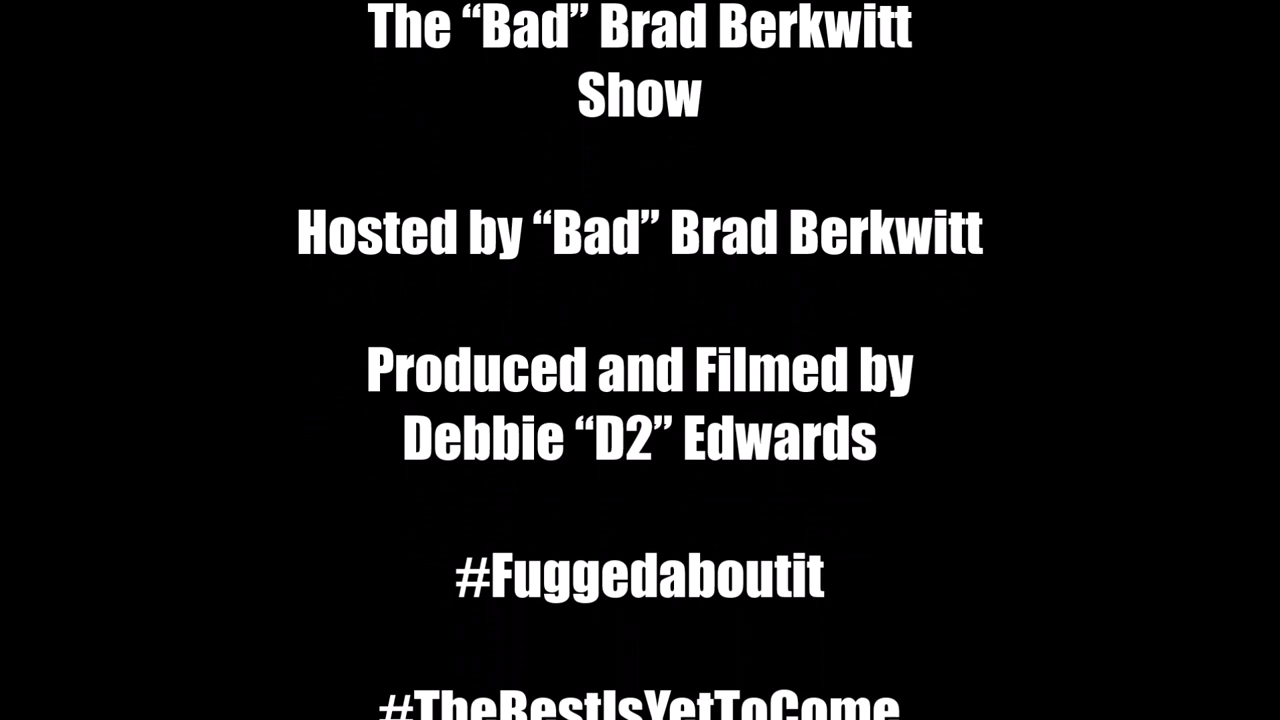 The “Bad” Brad Berkwitt
Show
Hosted by “Bad” Brad Berkwitt
Produced and Filmed by
Debbie “D2” Edwards
#Fuggedaboutit
#TheBestIsYetToCome